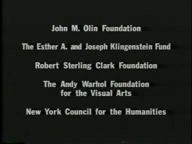 John M. Olin Foundation
The Esther A. and Joseph Klingenstein Fund
Robert Sterling Clark Foundation
The Andy Warhol Foundation
for the Visual Arts
New York Council for the Humanities